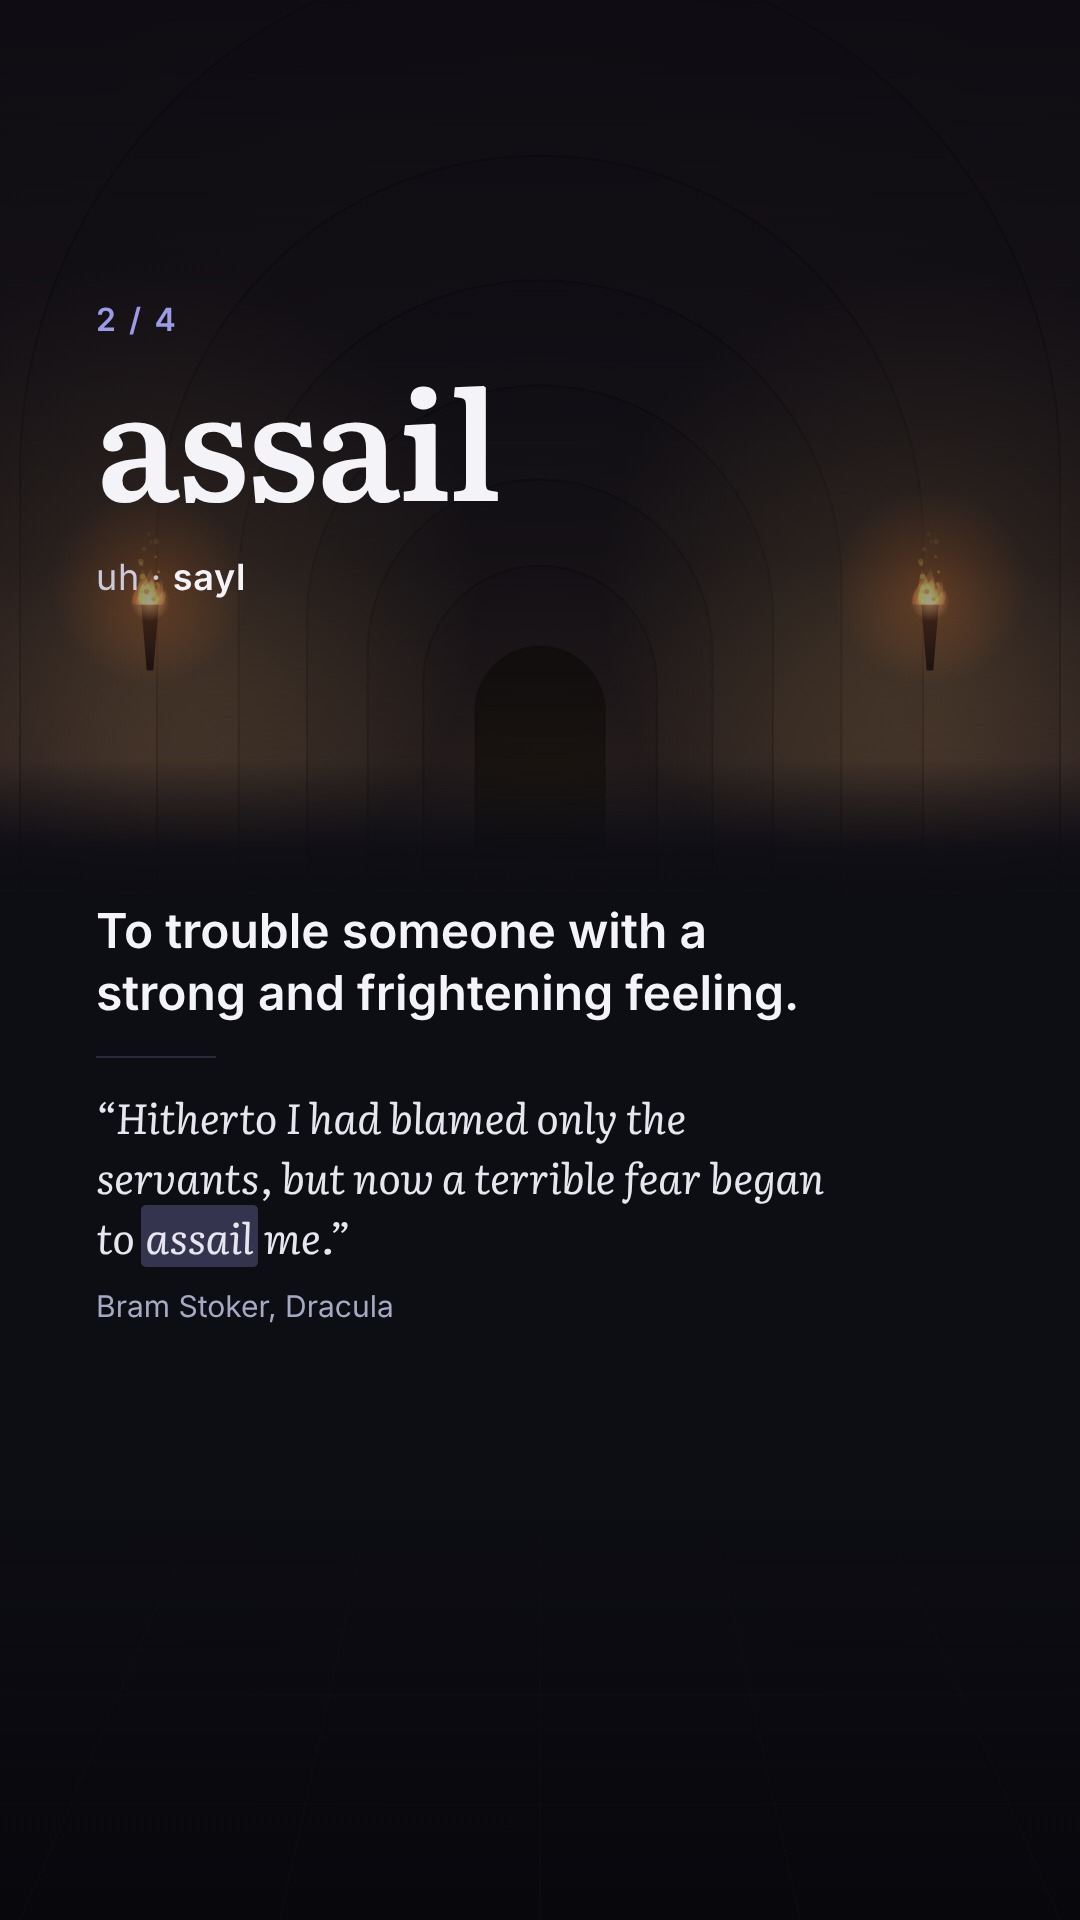 2 / 4
assail
uh · sayl
To trouble someone with a
strong and frightening feeling.
“Hitherto I had blamed only the
servants, but now a terrible fear began
to assail me.”
Bram Stoker, Dracula